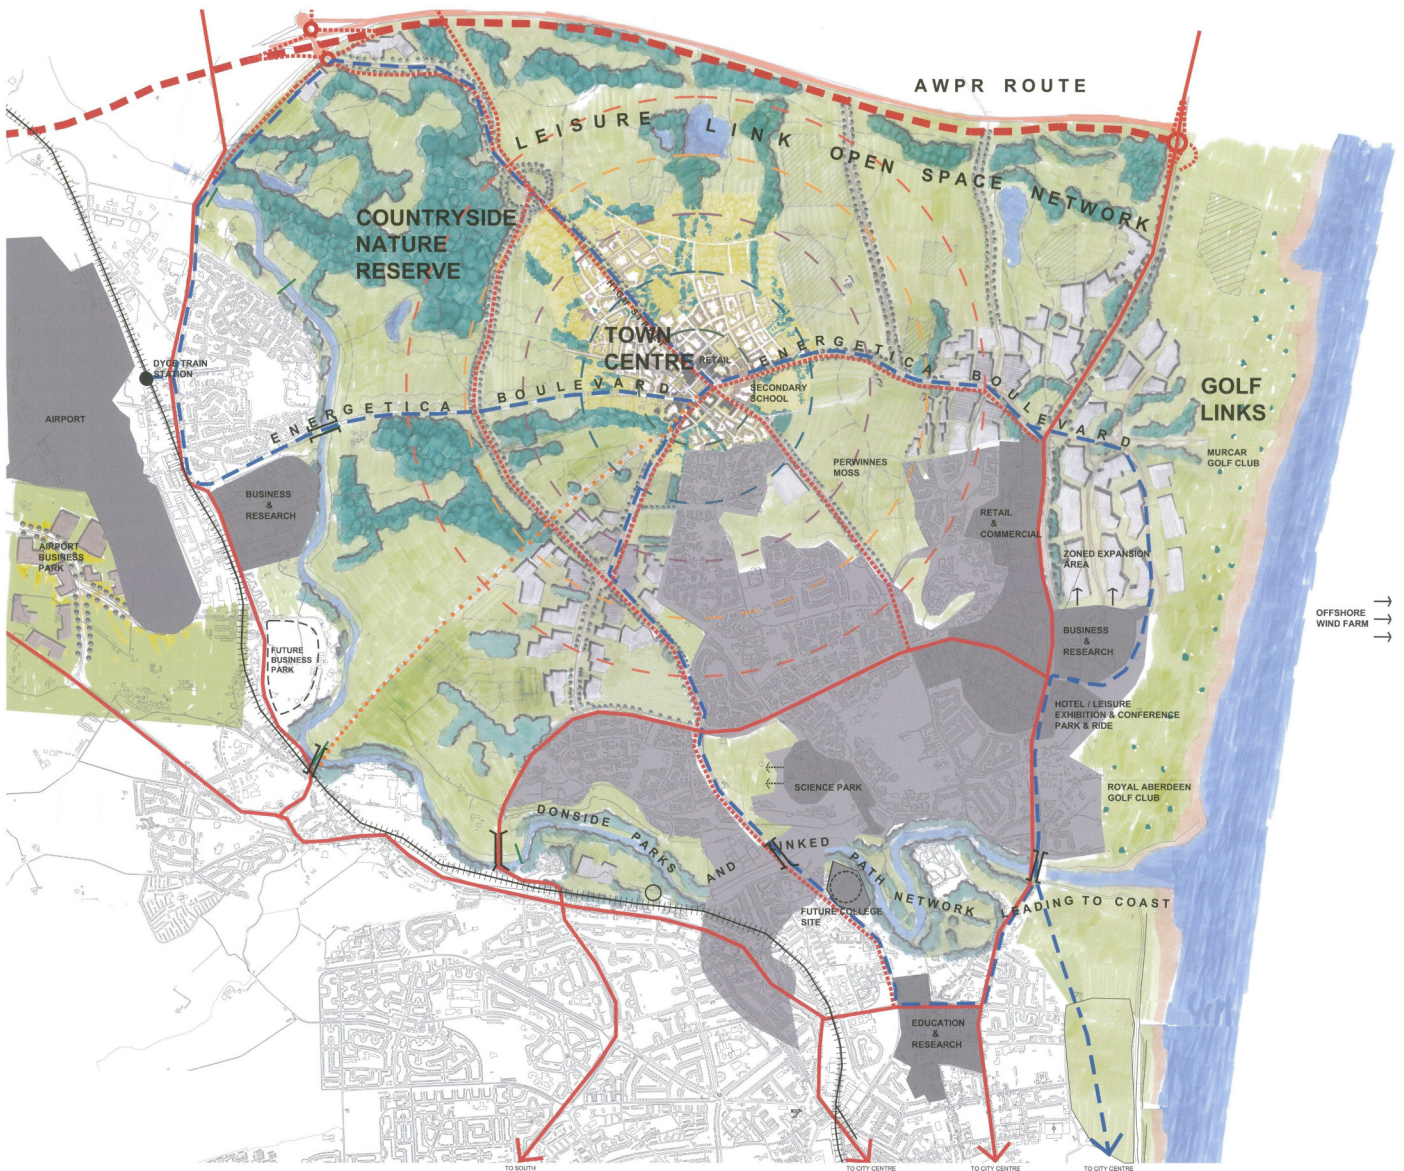 AWPR ROUTE
LEISURE LINK OPEN SPACE NETWORK
COUNTRYSIDE
NATURE
RESERVE
HIGH ST
TOWN
CENTRE
RETAIL
ENERGETICA BOULEVARD
SECONDARY
SCHOOL
DYCE TRAIN
STATION
ENERGETICA BOULEVARD
AIRPORT
GOLF
LINKS
MURCAR
GOLF CLUB
PERWINNES
MOSS
BUSINESS
&
RESEARCH
RETAIL
&
COMMERCIAL
AIRPORT
BUSINESS
PARK
ZONED EXPANSION
AREA
OFFSHORE
WIND FARM
BUSINESS
&
RESEARCH
FUTURE
BUSINESS
PARK
HOTEL / LEISURE
EXHIBITION & CONFERENCE
PARK & RIDE
SCIENCE PARK
ROYAL ABERDEEN
GOLF CLUB
DONSIDE PARKS AND LINKED PATH NETWORK LEADING TO COAST
FUTURE COLLEGE
SITE
EDUCATION
&
RESEARCH
TO SOUTH
TO CITY CENTRE
TO CITY CENTRE
TO CITY CENTRE